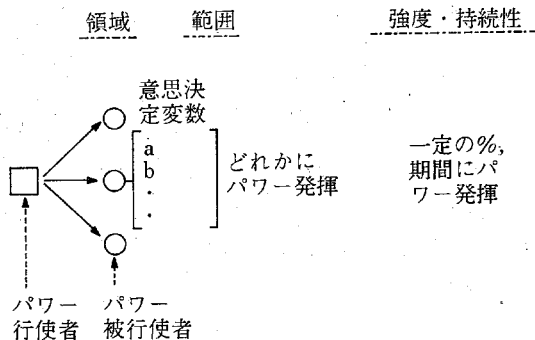 領域 範囲 強度・持続性
意思決
定変数
a
b
・
・
どれかに
パワー発揮
一定の%,
期間にパ
ワー発揮
パワー
行使者
パワー
被行使者